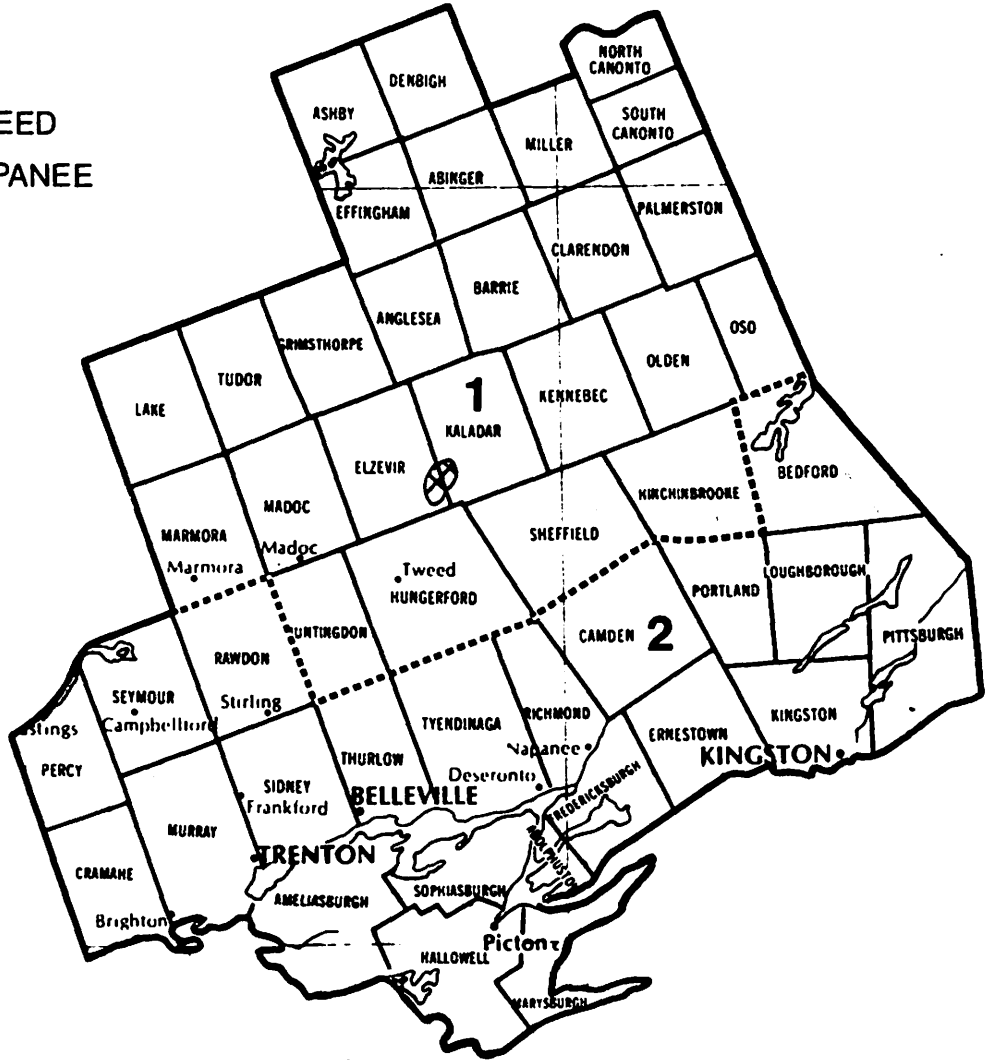 EED
PANEE
NORTH
CANONTO
DENBIGH
ASHBY
SOUTH
CANONTO
MILLER
ABINGER
EFFINGHAM
PALMERSTON
CLARENDON
BARRIE
ANGLESEA
GRIMSTHORPE
OSO
OLDEN
TUDOR
LAKE
1
KENNEBEC
KALADAR
ELZEVIR
BEDFORD
HINCHINBROOKE
MADOC
MARMORA
SHEFFIELD
Madoc
Marmora
Tweed
HUNGERFORD
LOUGHBOROUGH
PORTLAND
HUNTINGDON
CAMDEN
2
PITTSBURGH
RAWDON
SEYMOUR
Stirling
Campbellford
stings
TYENDINAGA
RICHMOND
KINGSTON
ERNESTOWN
Napanee
KINGSTON
THURLOW
PERCY
Deseronto
SIDNEY
FREDERICKSBURGH
BELLEVILLE
Frankford
MURRAY
TRENTON
ADOLPHUSTO
CRAMAHE
SOPHIASBURGH
AMELIASBURGH
Brighton
Picton
HALLOWELL
MARYSBURGH